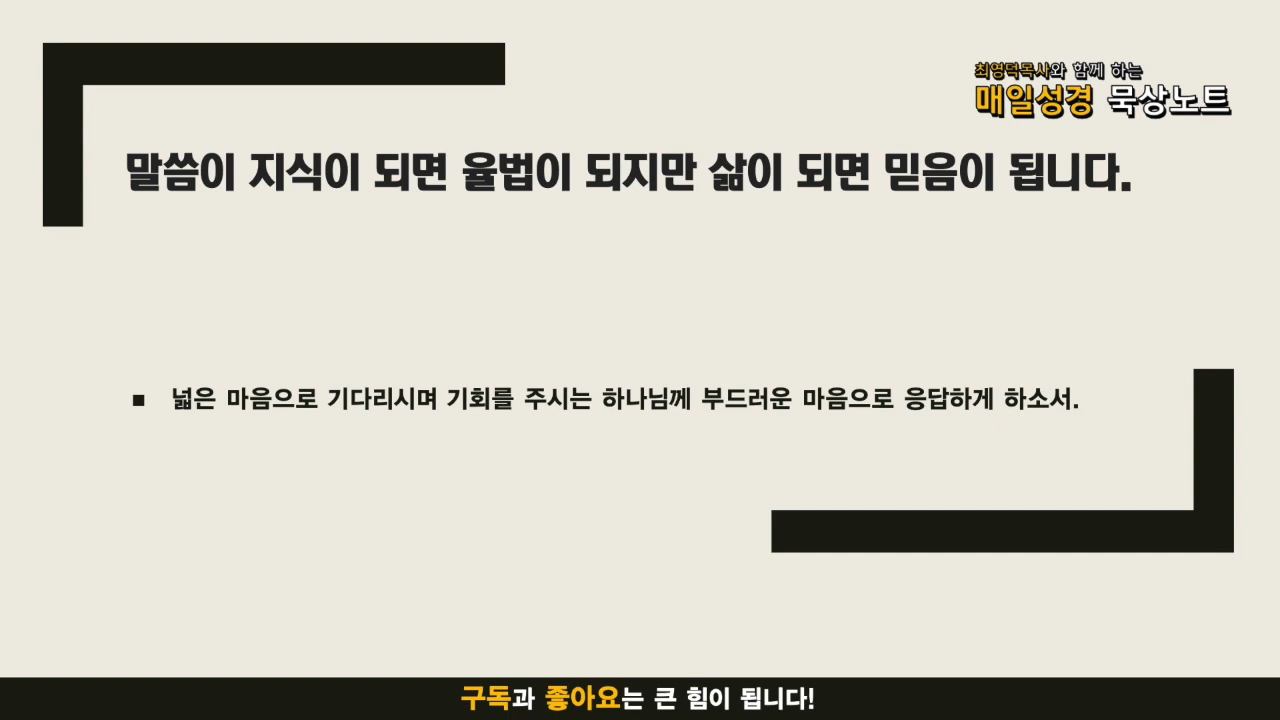 최영덕목사와 함께 하는
매일성경 묵상노트
말씀이 지식이 되면 율법이 되지만 삶이 되면 믿음이 됩니다.
■ 넓은 마음으로 기다리시며 기회를 주시는 하나님께 부드러운 마음으로 응답하게 하소서.
구독과 좋아요는 큰 힘이 됩니다!